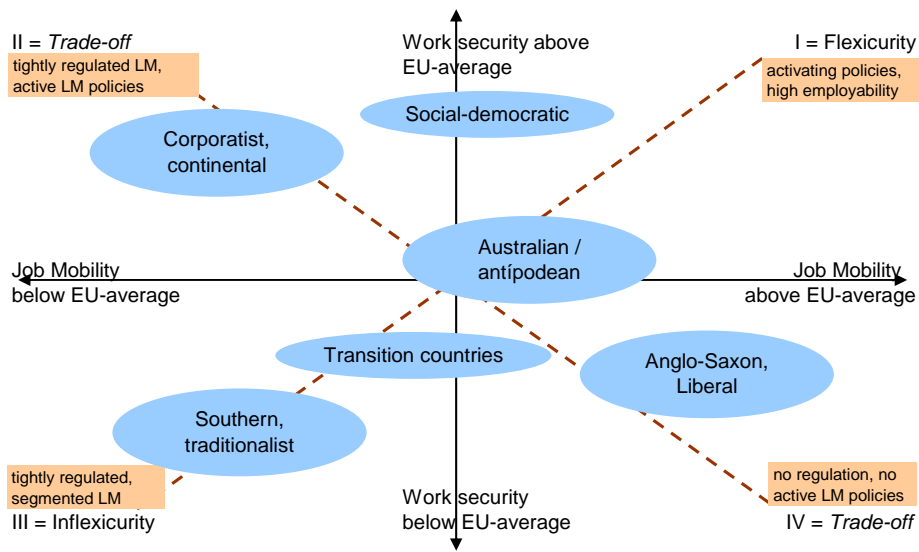 II = Trade-off
tightly regulated LM,
active LM policies
Work security above
EU-average
I = Flexicurity
activating policies,
high employability
Social-democratic
Corporatist,
continental
Australian /
antípodean
Job Mobility
below EU-average
Job Mobility
above EU-average
Transition countries
Anglo-Saxon,
Liberal
Southern,
traditionalist
tightly regulated,
segmented LM
III = Inflexicurity
Work security
below EU-average
no regulation, no
active LM policies
IV = Trade-off